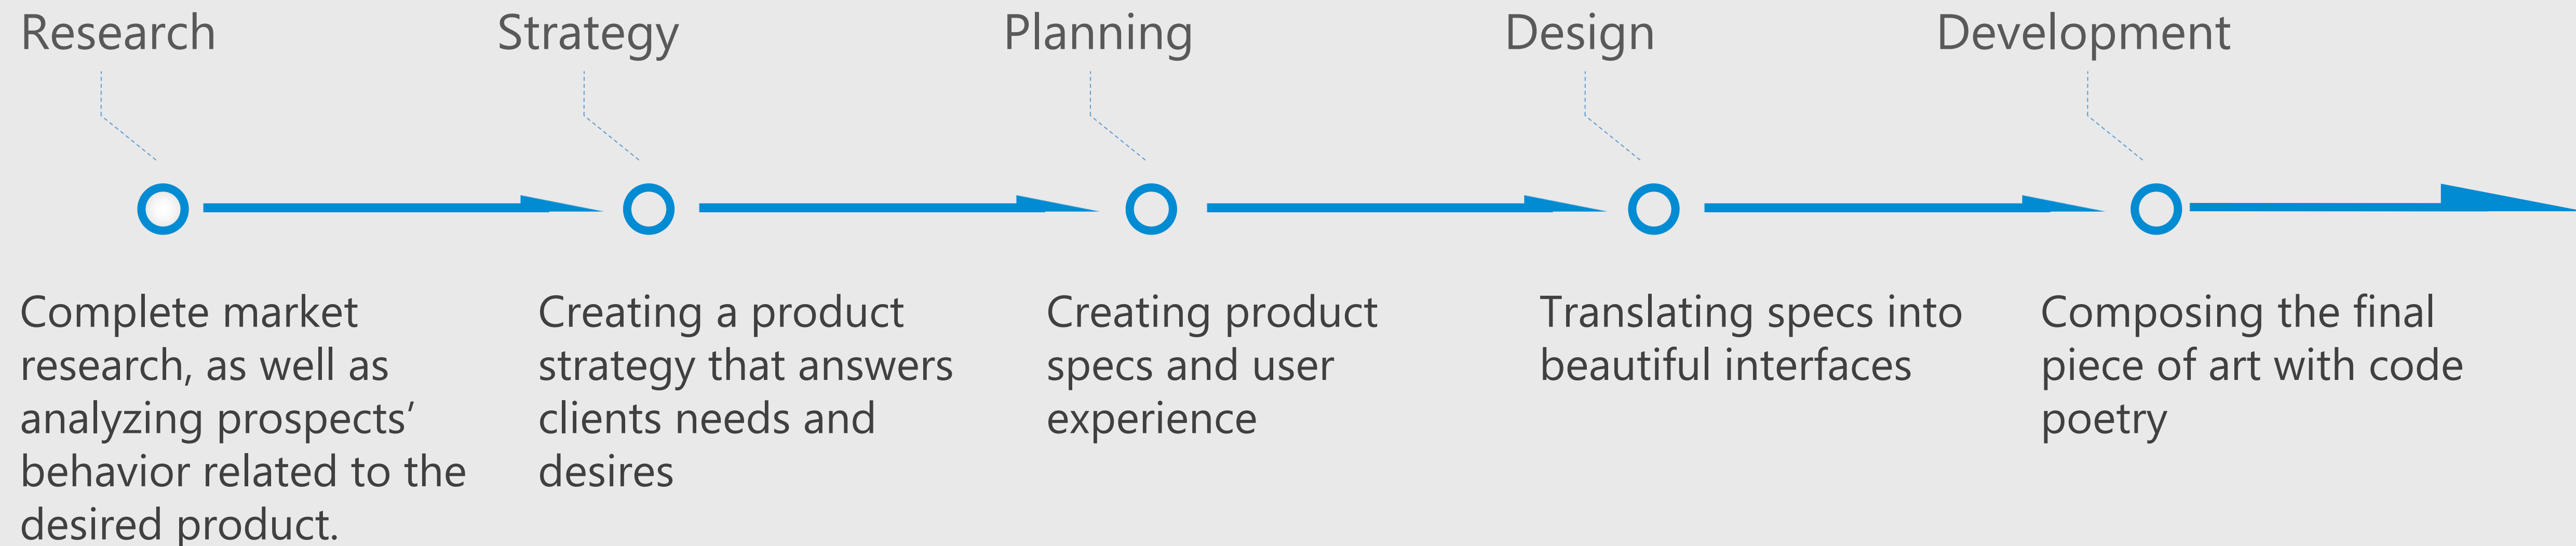 Research
Strategy
Planning
Design
Development
Complete market
research, as well as
analyzing prospects’
behavior related to the
desired product.
Creating a product
strategy that answers
clients needs and
desires
Creating product
specs and user
experience
Translating specs into
beautiful interfaces
Composing the final
piece of art with code
poetry